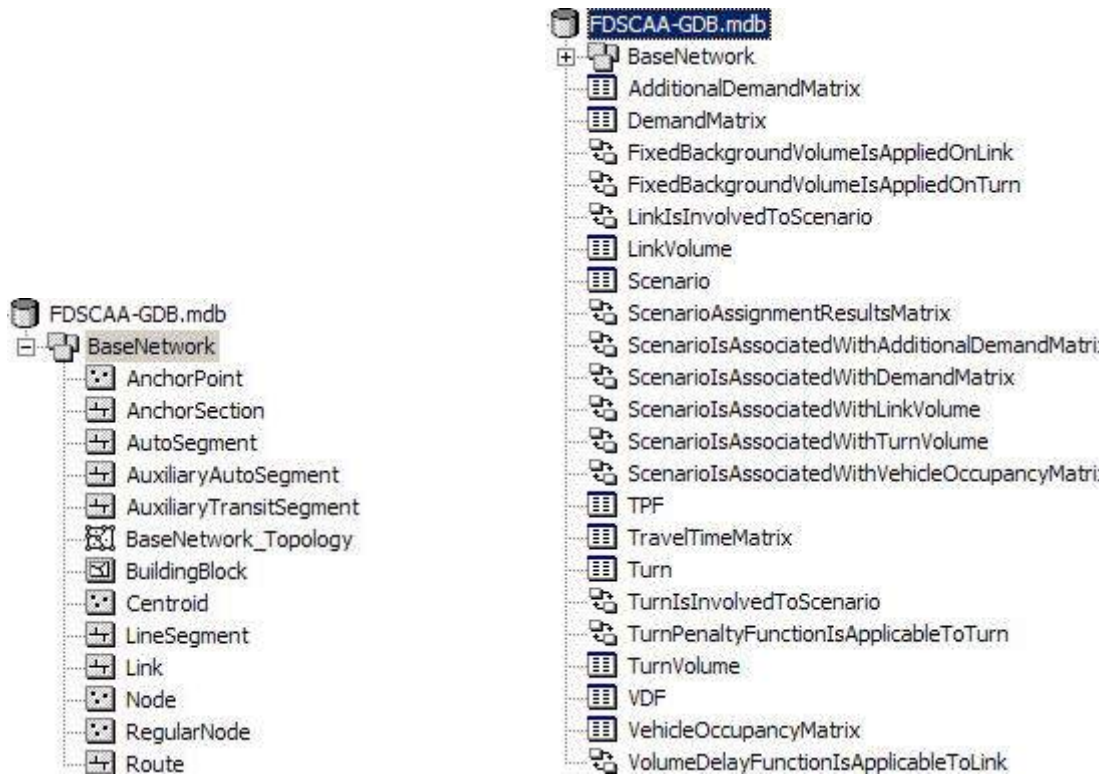 FDSCAA-GDB.mdb
BaseNetwork
AnchorPoint
AnchorSection
AutoSegment
AuxiliaryAutoSegment
AuxiliaryTransitSegment
BaseNetwork_Topology
BuildingBlock
Centroid
LineSegment
Link
Node
RegularNode
Route
FDSCAA-GDB.mdb
BaseNetwork
AdditionalDemandMatrix
DemandMatrix
FixedBackgroundVolumeIsAppliedOnLink
FixedBackgroundVolumeIsAppliedOnTurn
LinkIsInvolvedToScenario
LinkVolume
Scenario
ScenarioAssignmentResultsMatrix
ScenarioIsAssociatedWithAdditionalDemandMatri
ScenarioIsAssociatedWithDemandMatrix
ScenarioIsAssociatedWithLinkVolume
ScenarioIsAssociatedWithTurnVolume
ScenarioIsAssociatedWithVehicleOccupancyMatri
TPF
TravelTimeMatrix
Turn
TurnIsInvolvedToScenario
TurnPenaltyFunctionIsApplicableToTurn
TurnVolume
VDF
VehicleOccupancyMatrix
VolumeDelayFunctionIsApplicableToLink